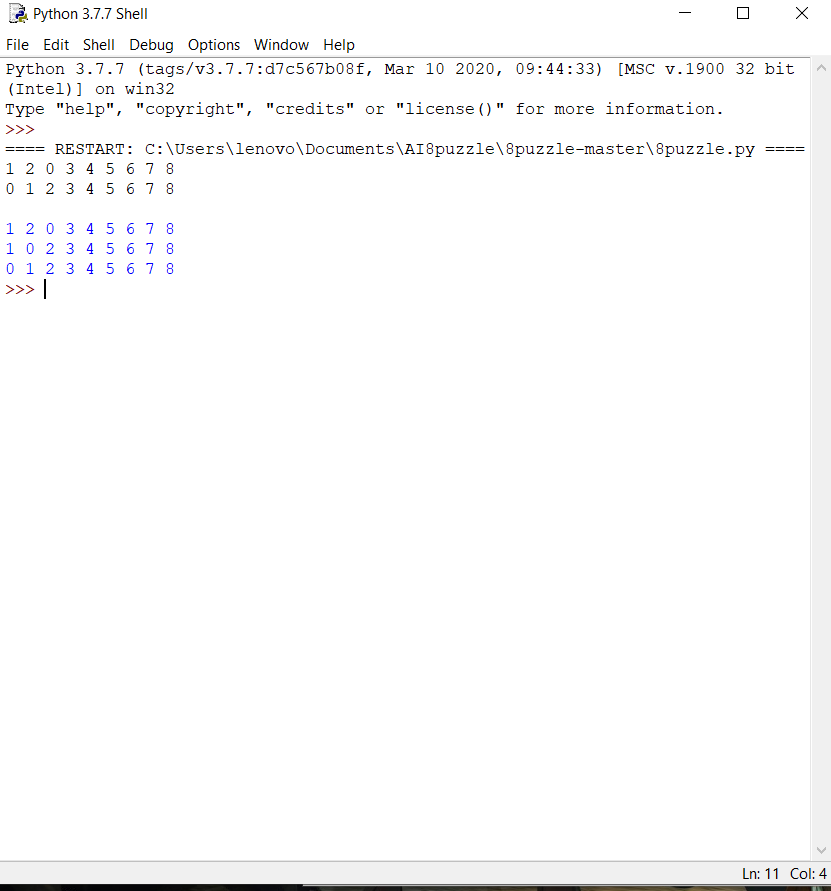 Python 3.7.7 Shell
File Edit Shell Debug Options Window Help
Python 3.7.7 (tags/v3.7.7:d7c567b08f, Mar 10 2020, 09:44:33) [MSC v.1900 32 bit
(Intel)] on win32
Type "help", "copyright", "credits" or "license()" for more information.
>>>
==== RESTART: C:\Users\lenovo\Documents\AI8puzzle\8puzzle-master\8puzzle.py ====
1 2 0 3 4 5 6 7 8
0 1 2 3 4 5 6 7 8
1 2 0 3 4 5 6 7 8
1 0 2 3 4 5 6 7 8
0 1 2 3 4 5 6 7 8
>>>
Ln: 11 Col: 4